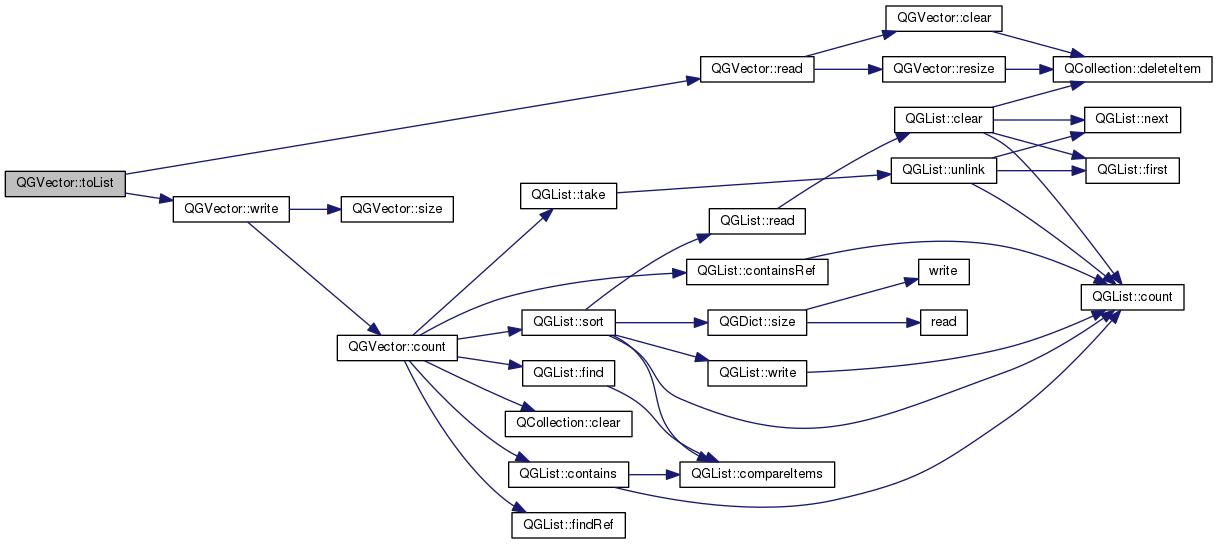 QGVector::clear
QGVector::read
QGVector::resize
QCollection::deleteItem
QGList::clear
QGList::next
QGVector::toList
QGList::unlink
QGList::first
QGList::take
QGVector::write
QGVector::size
QGList::read
QGList::containsRef
write
QGList::count
QGList::sort
QGDict::size
read
QGVector::count
QGList::find
QGList::write
QCollection::clear
QGList::contains
QGList::compareItems
QGList::findRef